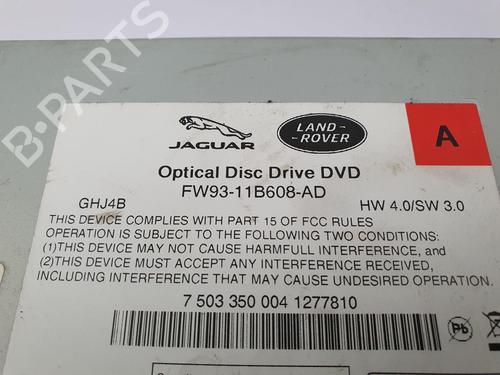 B-PARTS
JAGUAR
LAND-
ROVER
A
Optical Disc Drive DVD
FW93-11B608-AD
GHJ4B
HW 4.0/SW 3.0
THIS DEVICE COMPLIES WITH PART 15 OF FCC RULES
OPERATION IS SUBJECT TO THE FOLLOWING TWO CONDITIONS:
(1)THIS DEVICE MAY NOT CAUSE HARMFULL INTERFERENCE, and
(2)THIS DEVICE MUST ACCEPT ANY INTERFERENCE RECEIVED,
INCLUDING INTERFERENCE THAT MAY CAUSE UNDESIRED OPERATION.
7 503 350 004 1277810
Pb